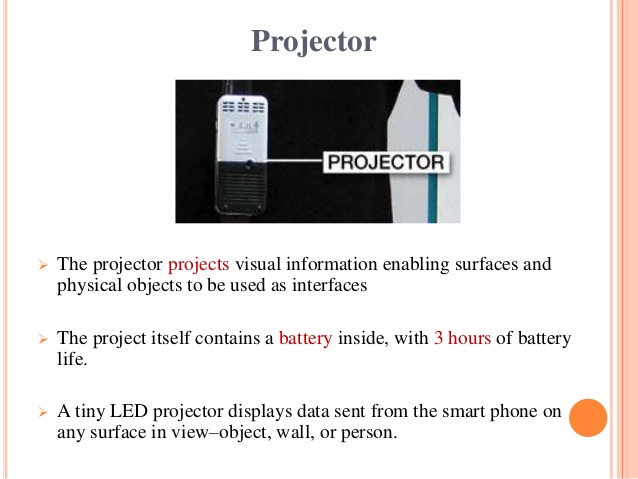 Projector
PROJECTOR
The projector projects visual information enabling surfaces and
physical objects to be used as interfaces
The project itself contains a battery inside, with 3 hours of battery
life.
A tiny LED projector displays data sent from the smart phone on
any surface in view–object, wall, or person.